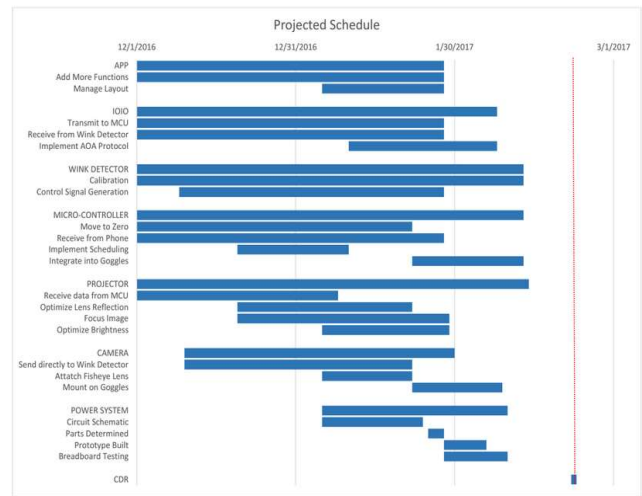 Projected Schedule
12/1/2016 12/31/2016 1/30/2017 3/1/2017
APP
Add More Functions
Manage Layout
IOIO
Transmit to MCU
Receive from Wink Detector
Implement AOA Protocol
WINK DETECTOR
Calibration
Control Signal Generation
MICRO-CONTROLLER
Move to Zero
Receive from Phone
Implement Scheduling
Integrate into Goggles
PROJECTOR
Receive data from MCU
Optimize Lens Reflection
Focus Image
Optimize Brightness
CAMERA
Send directly to Wink Detector
Attatch Fisheye Lens
Mount on Goggles
POWER SYSTEM
Circuit Schematic
Parts Determined
Prototype Built
Breadboard Testing
CDR